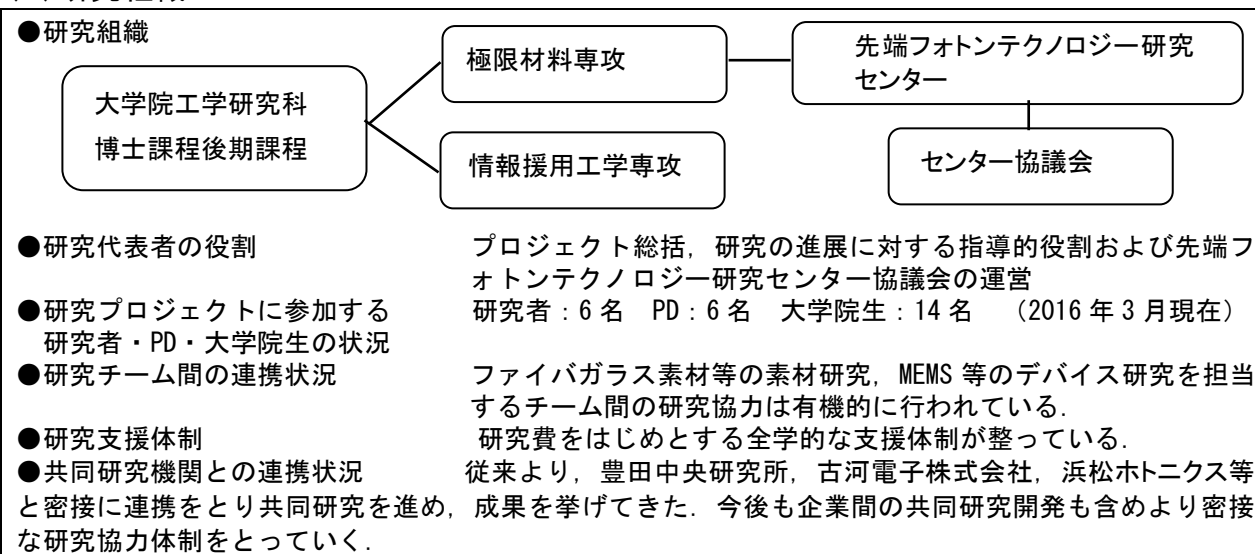 ●研究組織
大学院工学研究科
博士課程後期課程
極限材料専攻
情報援用工学専攻
先端フォトンテクノロジー研究
センター
センター協議会
●研究代表者の役割 プロジェクト総括，研究の進展に対する指導的役割および先端フ
ォトンテクノロジー研究センター協議会の運営
●研究プロジェクトに参加する 研究者：6名 PD：6名 大学院生：14名 （2016年3月現在）
研究者・PD・大学院生の状況
●研究チーム間の連携状況 ファイバガラス素材等の素材研究，MEMS等のデバイス研究を担当
するチーム間の研究協力は有機的に行われている．
●研究支援体制 研究費をはじめとする全学的な支援体制が整っている．
●共同研究機関との連携状況 従来より，豊田中央研究所，古河電子株式会社，浜松ホトニクス等
と密接に連携をとり共同研究を進め，成果を挙げてきた．今後も企業間の共同研究開発も含めより密接
な研究協力体制をとっていく．